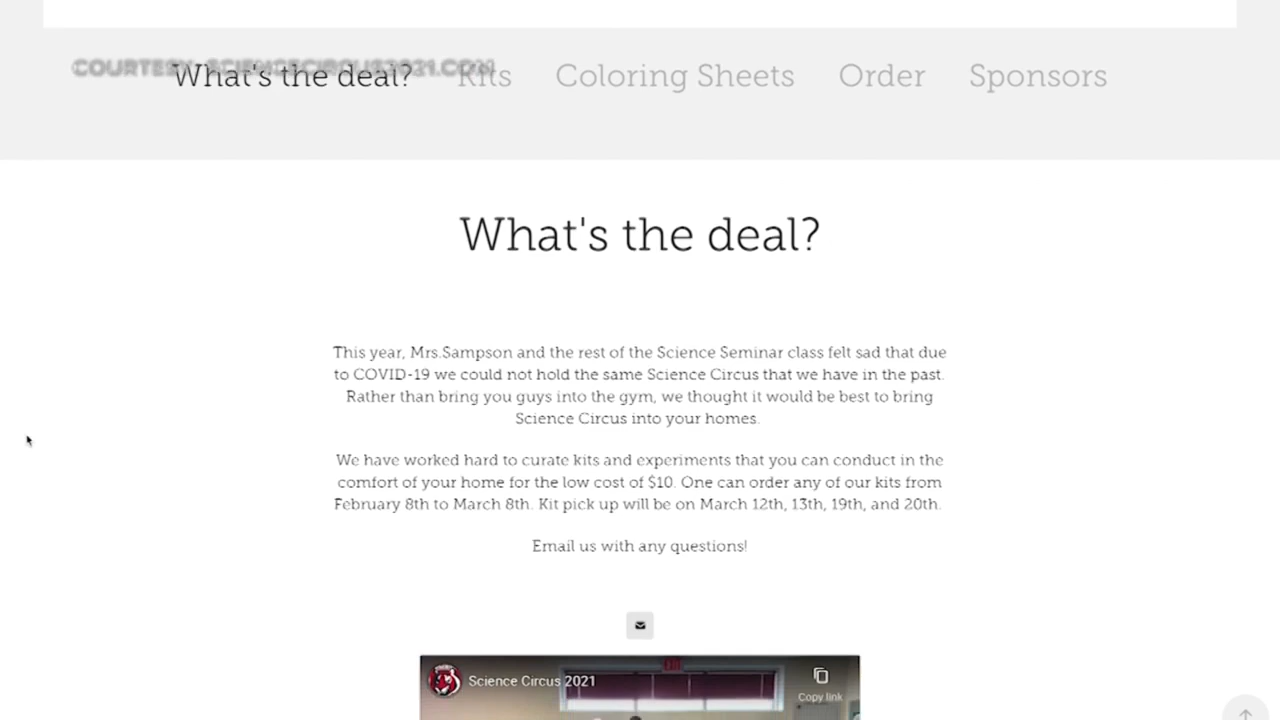 COURTESY: SCIENCECIRCUS2021.COM
What's the deal?
Kits
Coloring Sheets
Order
Sponsors
What's the deal?
This year, Mrs.Sampson and the rest of the Science Seminar class felt sad that due
to COVID-19 we could not hold the same Science Circus that we have in the past.
Rather than bring you guys into the gym, we thought it would be best to bring
Science Circus into your homes.
We have worked hard to curate kits and experiments that you can conduct in the
comfort of your home for the low cost of $10. One can order any of our kits from
February 8th to March 8th. Kit pick up will be on March 12th, 13th, 19th, and 20th.
Email us with any questions!
Science Circus 2021
Copy link